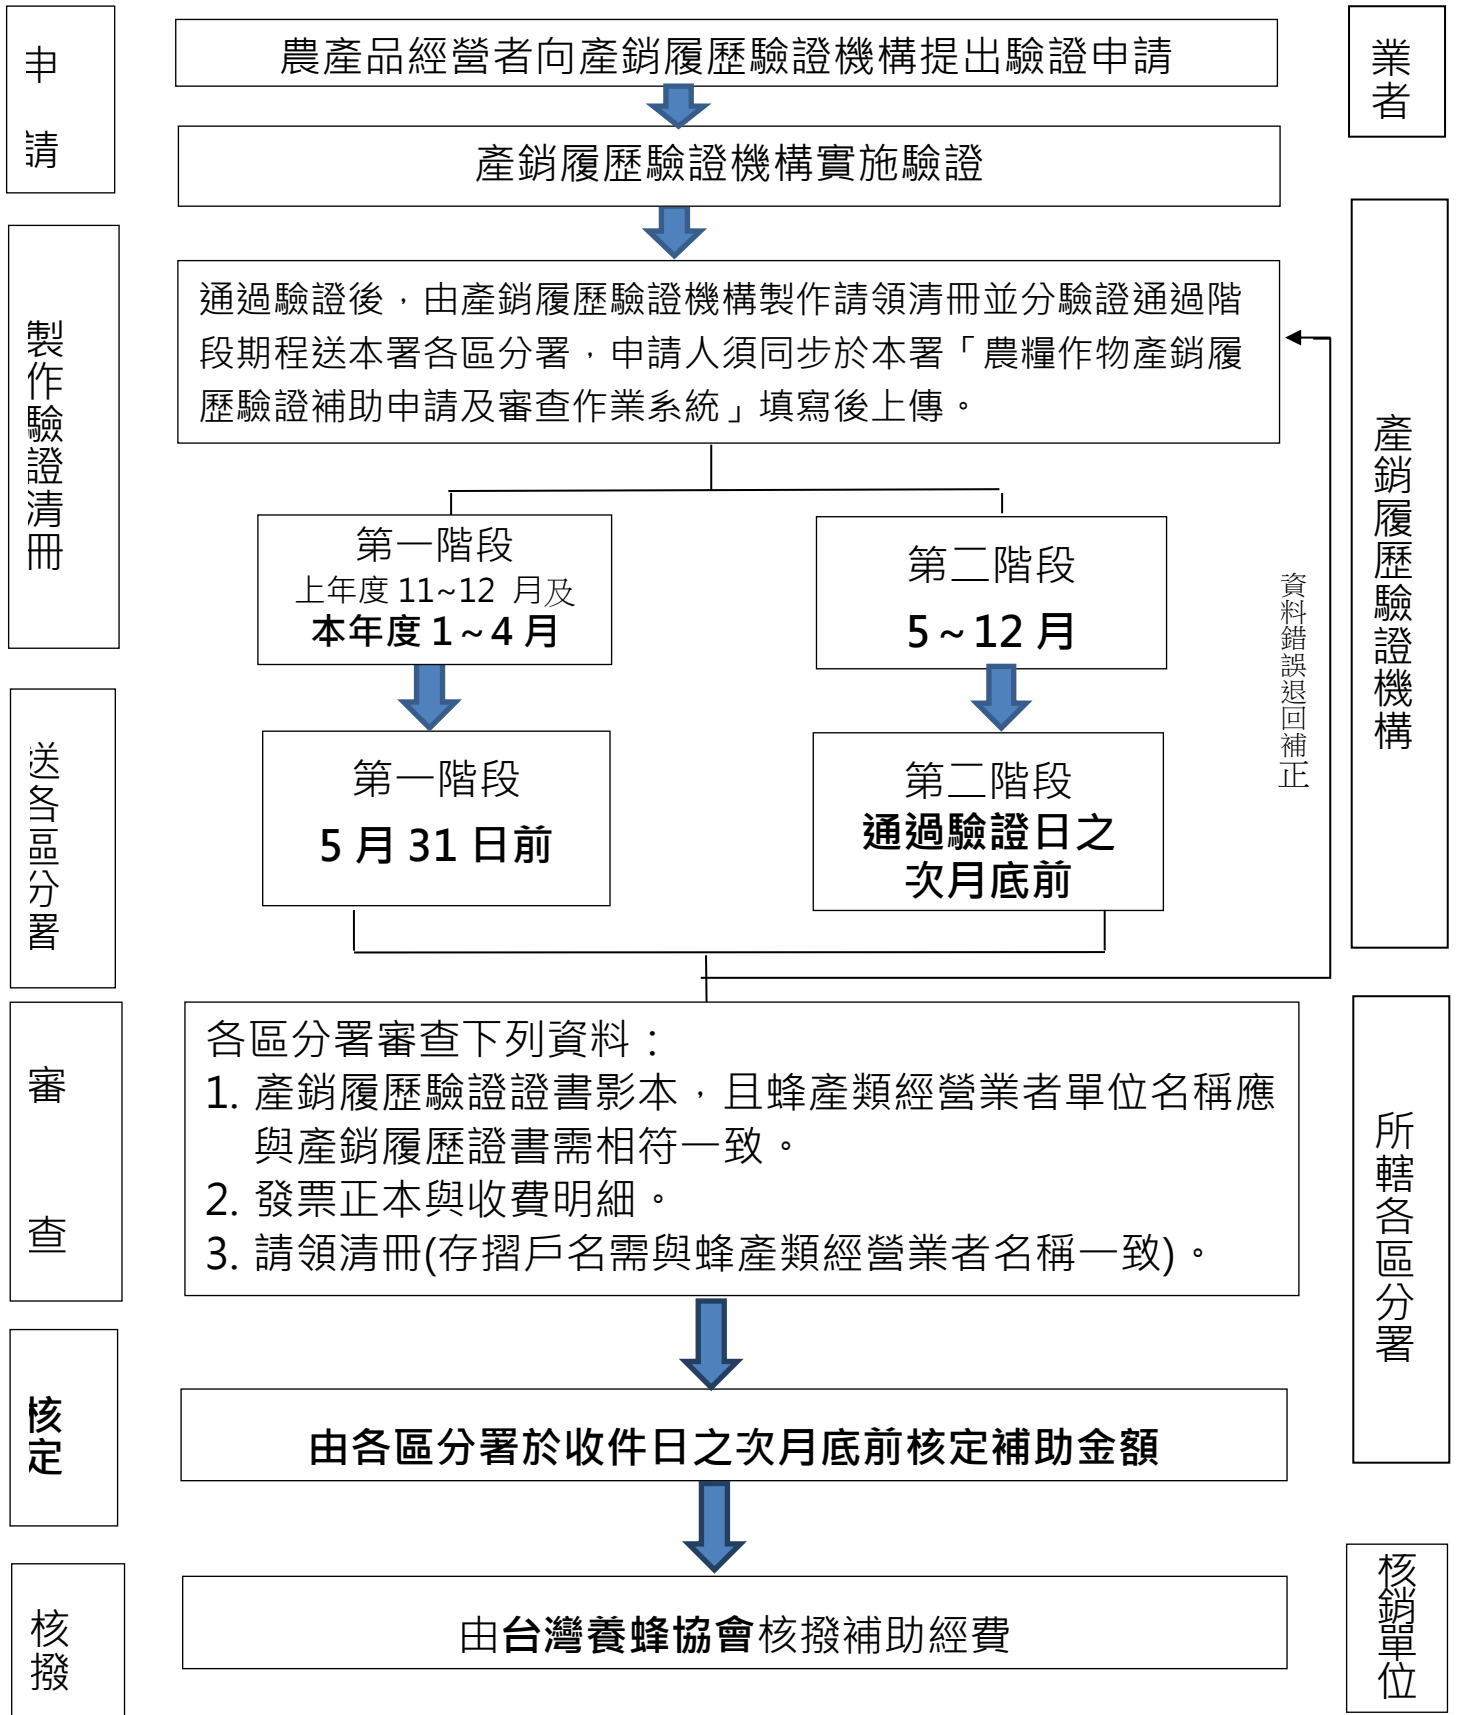 申請
農產品經營者向產銷履歷驗證機構提出驗證申請
業者
產銷履歷驗證機構實施驗證
製作驗證清冊
通過驗證後，由產銷履歷驗證機構製作請領清冊並分驗證通過階
段期程送本署各區分署，申請人須同步於本署「農糧作物產銷履
歷驗證補助申請及審查作業系統」填寫後上傳。
產銷履歷驗證機構
第一階段
上年度 11~12 月及
本年度 1~4 月
第二階段
5~12 月
資料錯誤退回補正
送各區分署
第一階段
5 月 31 日前
第二階段
通過驗證日之
次月底前
審查
各區分署審查下列資料：
1. 產銷履歷驗證證書影本，且蜂產類經營業者單位名稱應
與產銷履歷證書需相符一致。
2. 發票正本與收費明細。
3. 請領清冊(存摺戶名需與蜂產類經營業者名稱一致)。
所轄各區分署
核定
由各區分署於收件日之次月底前核定補助金額
核撥
由台灣養蜂協會核撥補助經費
核銷單位